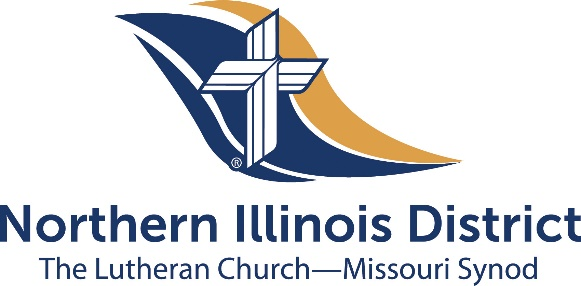 ®
Northern Illinois District
The Lutheran Church—Missouri Synod